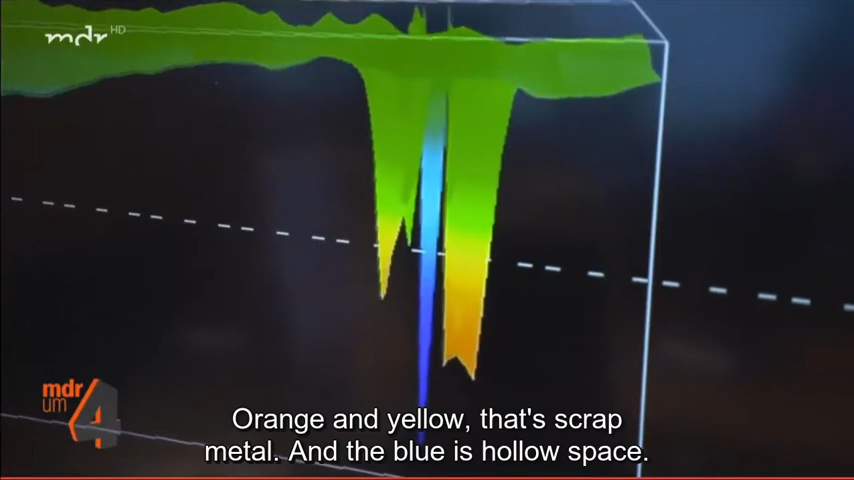 mdr HD
mdr
um
4
Orange and yellow, that's scrap
metal. And the blue is hollow space.